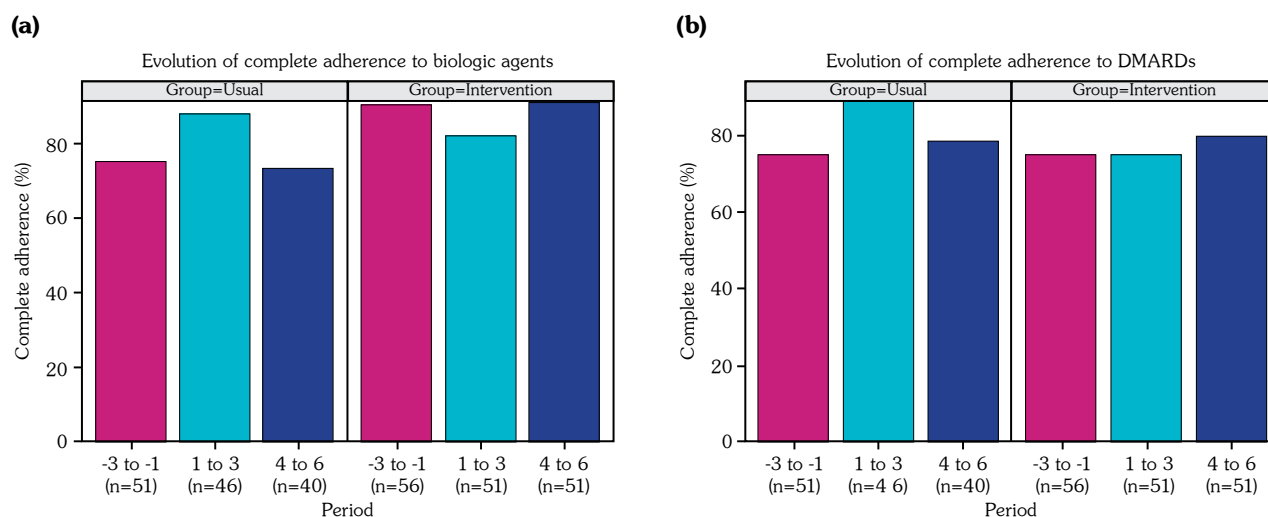 (a)
Evolution of complete adherence to biologic agents
Group=Usual Group=Intervention
Complete adherence (%)
80
60
40
20
0
-3 to -1 1 to 3 4 to 6 -3 to -1 1 to 3 4 to 6
(n=51) (n=46) (n=40) (n=56) (n=51) (n=51)
Period
(b)
Evolution of complete adherence to DMARDs
Group=Usual Group=Intervention
Complete adherence (%)
80
60
40
20
0
-3 to -1 1 to 3 4 to 6 -3 to -1 1 to 3 4 to 6
(n=51) (n=4 6) (n=40) (n=56) (n=51) (n=51)
Period